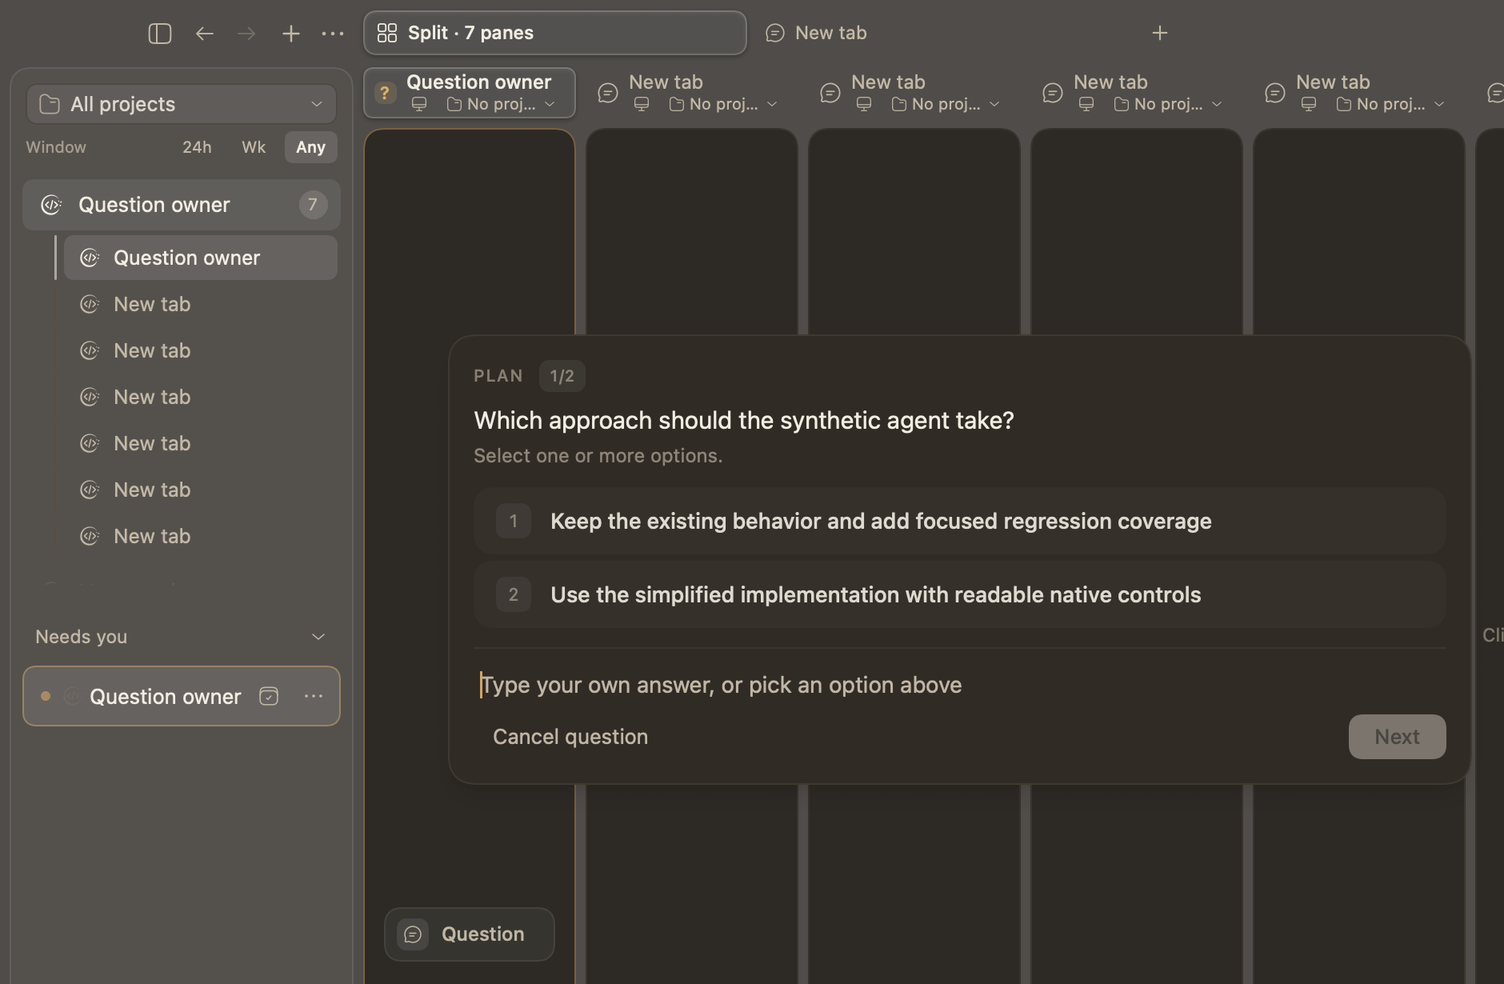 Split · 7 panes
New tab
All projects
Window
24h
Wk
Any
Question owner
7
Question owner
New tab
New tab
New tab
New tab
New tab
New tab
Needs you
Question owner
?
Question owner
No proj...
New tab
No proj...
New tab
No proj...
New tab
No proj...
New tab
No proj...
PLAN
1/2
Which approach should the synthetic agent take?
Select one or more options.
1
Keep the existing behavior and add focused regression coverage
2
Use the simplified implementation with readable native controls
Type your own answer, or pick an option above
Cancel question
Next
Cli
Question